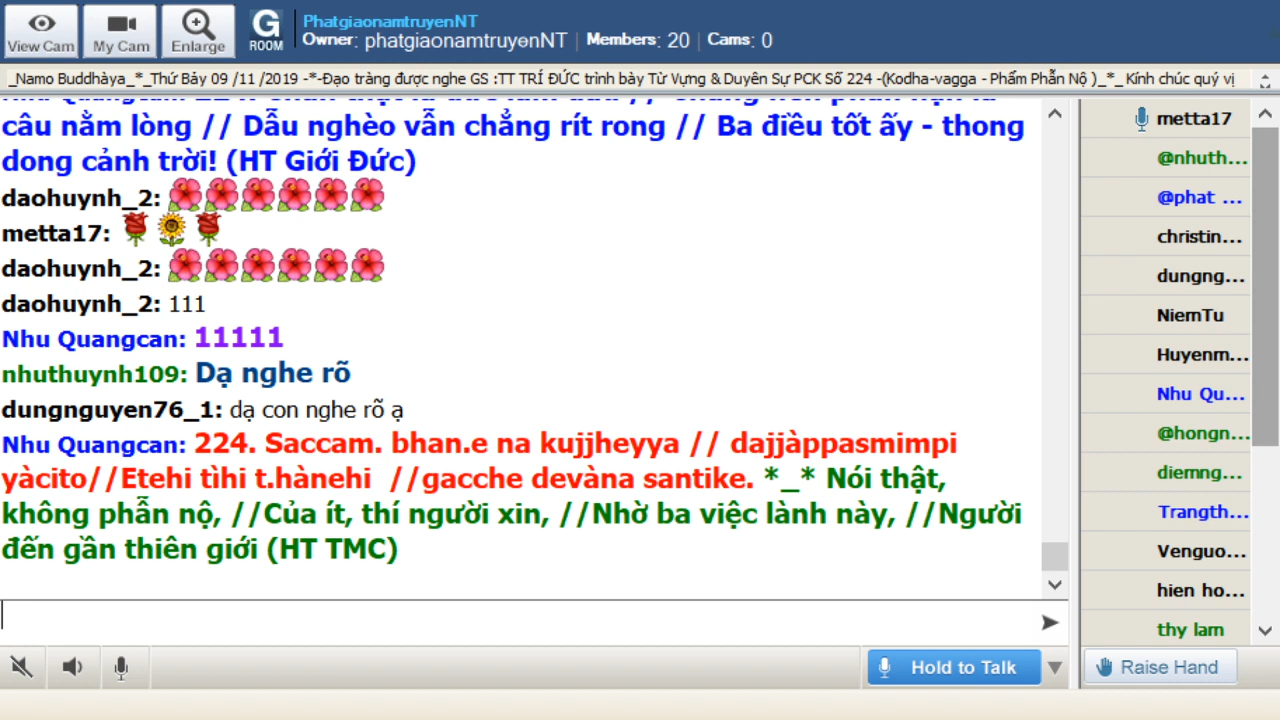 View Cam
My Cam
Enlarge
G
ROOM
PhatgiaonamtruyenNT
Owner: phatgiaonamtruyenNT | Members: 20 | Cams: 0
_Namo Buddhàya_*_Thứ Bảy 09 /11 /2019 -*-Đạo tràng được nghe GS :TT TRÍ ĐỨC trình bày Từ Vựng & Duyên Sự PCK Số 224 -(Kodha-vagga - Phẩm Phẫn Nộ )_*_ Kính chúc quý vị
câu nằm lòng // Dẫu nghèo vẫn chẳng rít rong // Ba điều tốt ấy - thong
dong cảnh trời! (HT Giới Đức)
daohuynh_2:
metta17:
daohuynh_2:
daohuynh_2: 111
Nhu Quangcan: 11111
nhuthuynh109: Dạ nghe rõ
dungnguyen76_1: dạ con nghe rõ ạ
Nhu Quangcan: 224. Saccam. bhan.e na kujjheyya // dajjàppasmimpi
yàcito//Etehi tìhi t.hànehi //gacche devàna santike. *_* Nói thật,
không phẫn nộ, //Của ít, thí người xin, //Nhờ ba việc lành này, //Người
đến gần thiên giới (HT TMC)
metta17
@nhuth...
@phat ...
christin...
dungng...
NiemTu
Huyenm...
Nhu Qu...
@hongn...
diemng...
Trangth...
Venguo...
hien ho...
thy lam
Hold to Talk
Raise Hand